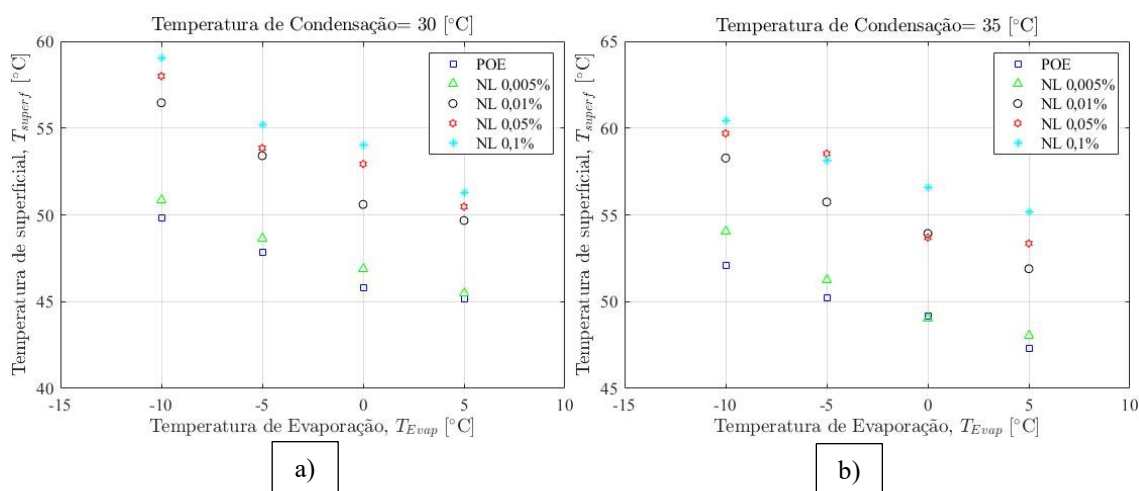 Temperatura de Condensação= 30 [°C]
60
55
50
45
40
-15
-10
-5
0
5
10
Temperatura de superficial, T_superf [°C]
Temperatura de Evaporação, T_Evap [°C]
POE
NL 0,005%
NL 0,01%
NL 0,05%
NL 0,1%
a)
Temperatura de Condensação= 35 [°C]
65
60
55
50
45
-15
-10
-5
0
5
10
Temperatura de superficial, T_superf [°C]
Temperatura de Evaporação, T_Evap [°C]
POE
NL 0,005%
NL 0,01%
NL 0,05%
NL 0,1%
b)